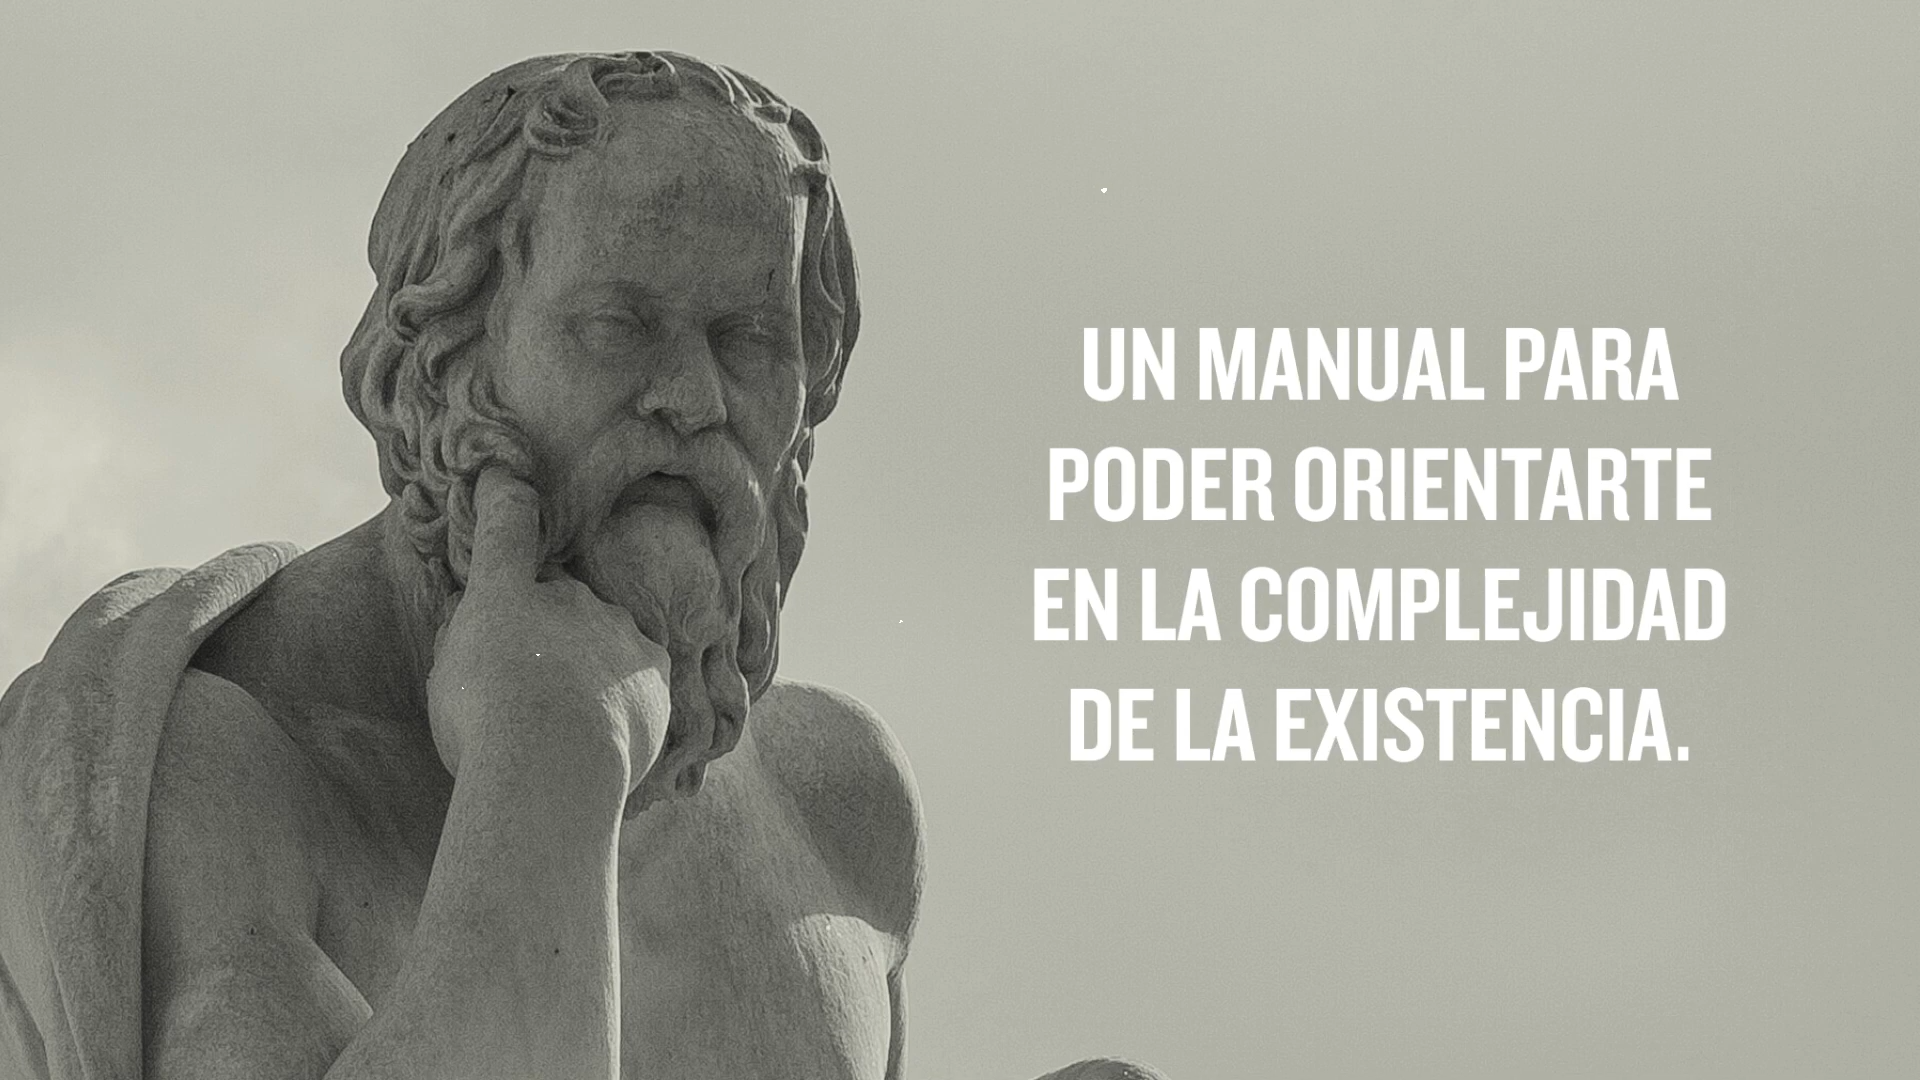 UN MANUAL PARA
PODER ORIENTARTE
EN LA COMPLEJIDAD
DE LA EXISTENCIA.